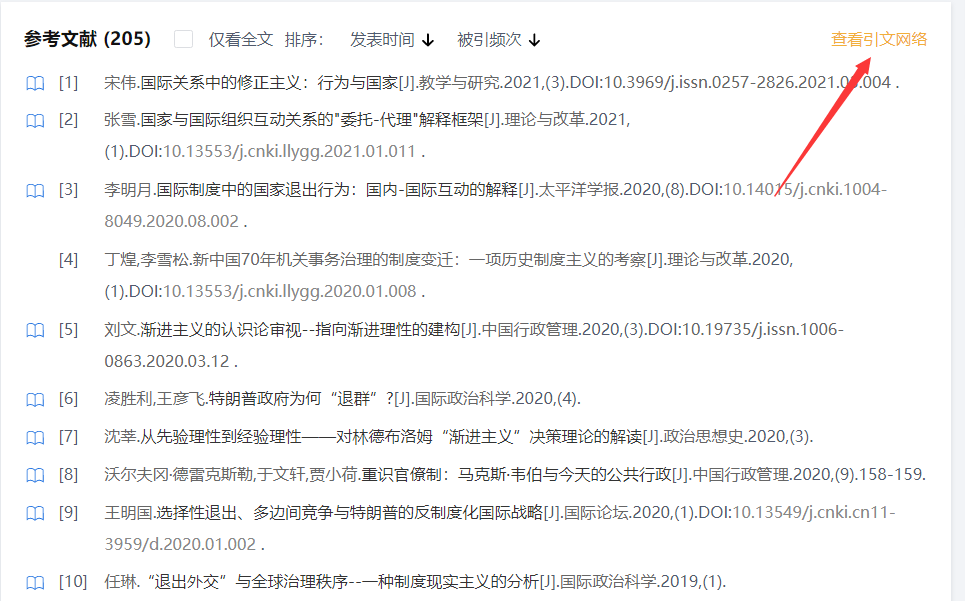 参考文献 (205) 仅看全文 排序： 发表时间 ↓ 被引频次 ↓ 查看引文网络
[1] 宋伟.国际关系中的修正主义：行为与国家[J].教学与研究.2021,(3).DOI:10.3969/j.issn.0257-2826.2021.03.004 .
[2] 张雪.国家与国际组织互动关系的"委托-代理"解释框架[J].理论与改革.2021,
(1).DOI:10.13553/j.cnki.llygg.2021.01.011 .
[3] 李明月.国际制度中的国家退出行为：国内-国际互动的解释[J].太平洋学报.2020,(8).DOI:10.14015/j.cnki.1004-
8049.2020.08.002 .
[4] 丁煌,李雪松.新中国70年机关事务治理的制度变迁：一项历史制度主义的考察[J].理论与改革.2020,
(1).DOI:10.13553/j.cnki.llygg.2020.01.008 .
[5] 刘文.渐进主义的认识论审视--指向渐进理性的建构[J].中国行政管理.2020,(3).DOI:10.19735/j.issn.1006-
0863.2020.03.12 .
[6] 凌胜利,王彦飞.特朗普政府为何“退群”?[J].国际政治科学.2020,(4).
[7] 沈莘.从先验理性到经验理性——对林德布洛姆“渐进主义”决策理论的解读[J].政治思想史.2020,(3).
[8] 沃尔夫冈·德雷克斯勒,于文轩,贾小荷.重识官僚制：马克斯·韦伯与今天的公共行政[J].中国行政管理.2020,(9).158-159.
[9] 王明国.选择性退出、多边间竞争与特朗普的反制度化国际战略[J].国际论坛.2020,(1).DOI:10.13549/j.cnki.cn11-
3959/d.2020.01.002 .
[10] 任琳.“退出外交”与全球治理秩序--一种制度现实主义的分析[J].国际政治科学.2019,(1).